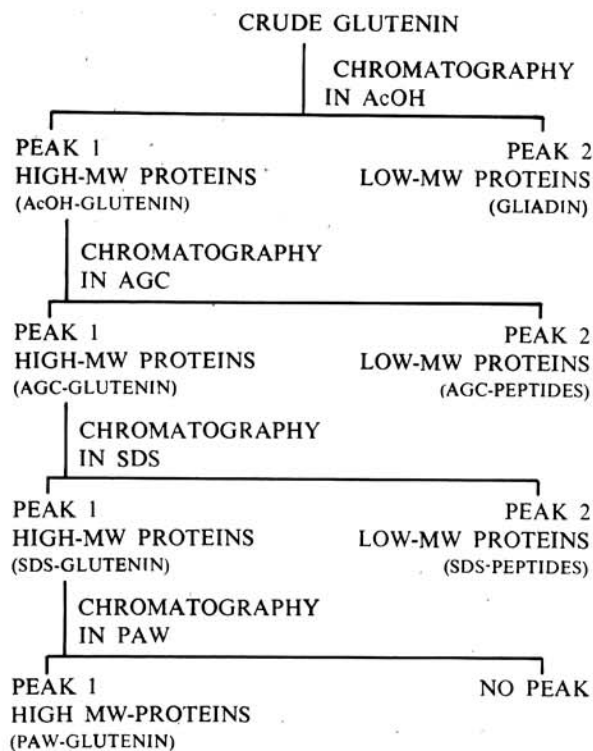 CRUDE GLUTENIN
CHROMATOGRAPHY
IN AcOH
PEAK 1
HIGH-MW PROTEINS
(AcOH-GLUTENIN)
PEAK 2
LOW-MW PROTEINS
(GLIADIN)
CHROMATOGRAPHY
IN AGC
PEAK 1
HIGH-MW PROTEINS
(AGC-GLUTENIN)
PEAK 2
LOW-MW PROTEINS
(AGC-PEPTIDES)
CHROMATOGRAPHY
IN SDS
PEAK 1
HIGH-MW PROTEINS
(SDS-GLUTENIN)
PEAK 2
LOW-MW PROTEINS
(SDS-PEPTIDES)
CHROMATOGRAPHY
IN PAW
PEAK 1
HIGH MW-PROTEINS
(PAW-GLUTENIN)
NO PEAK